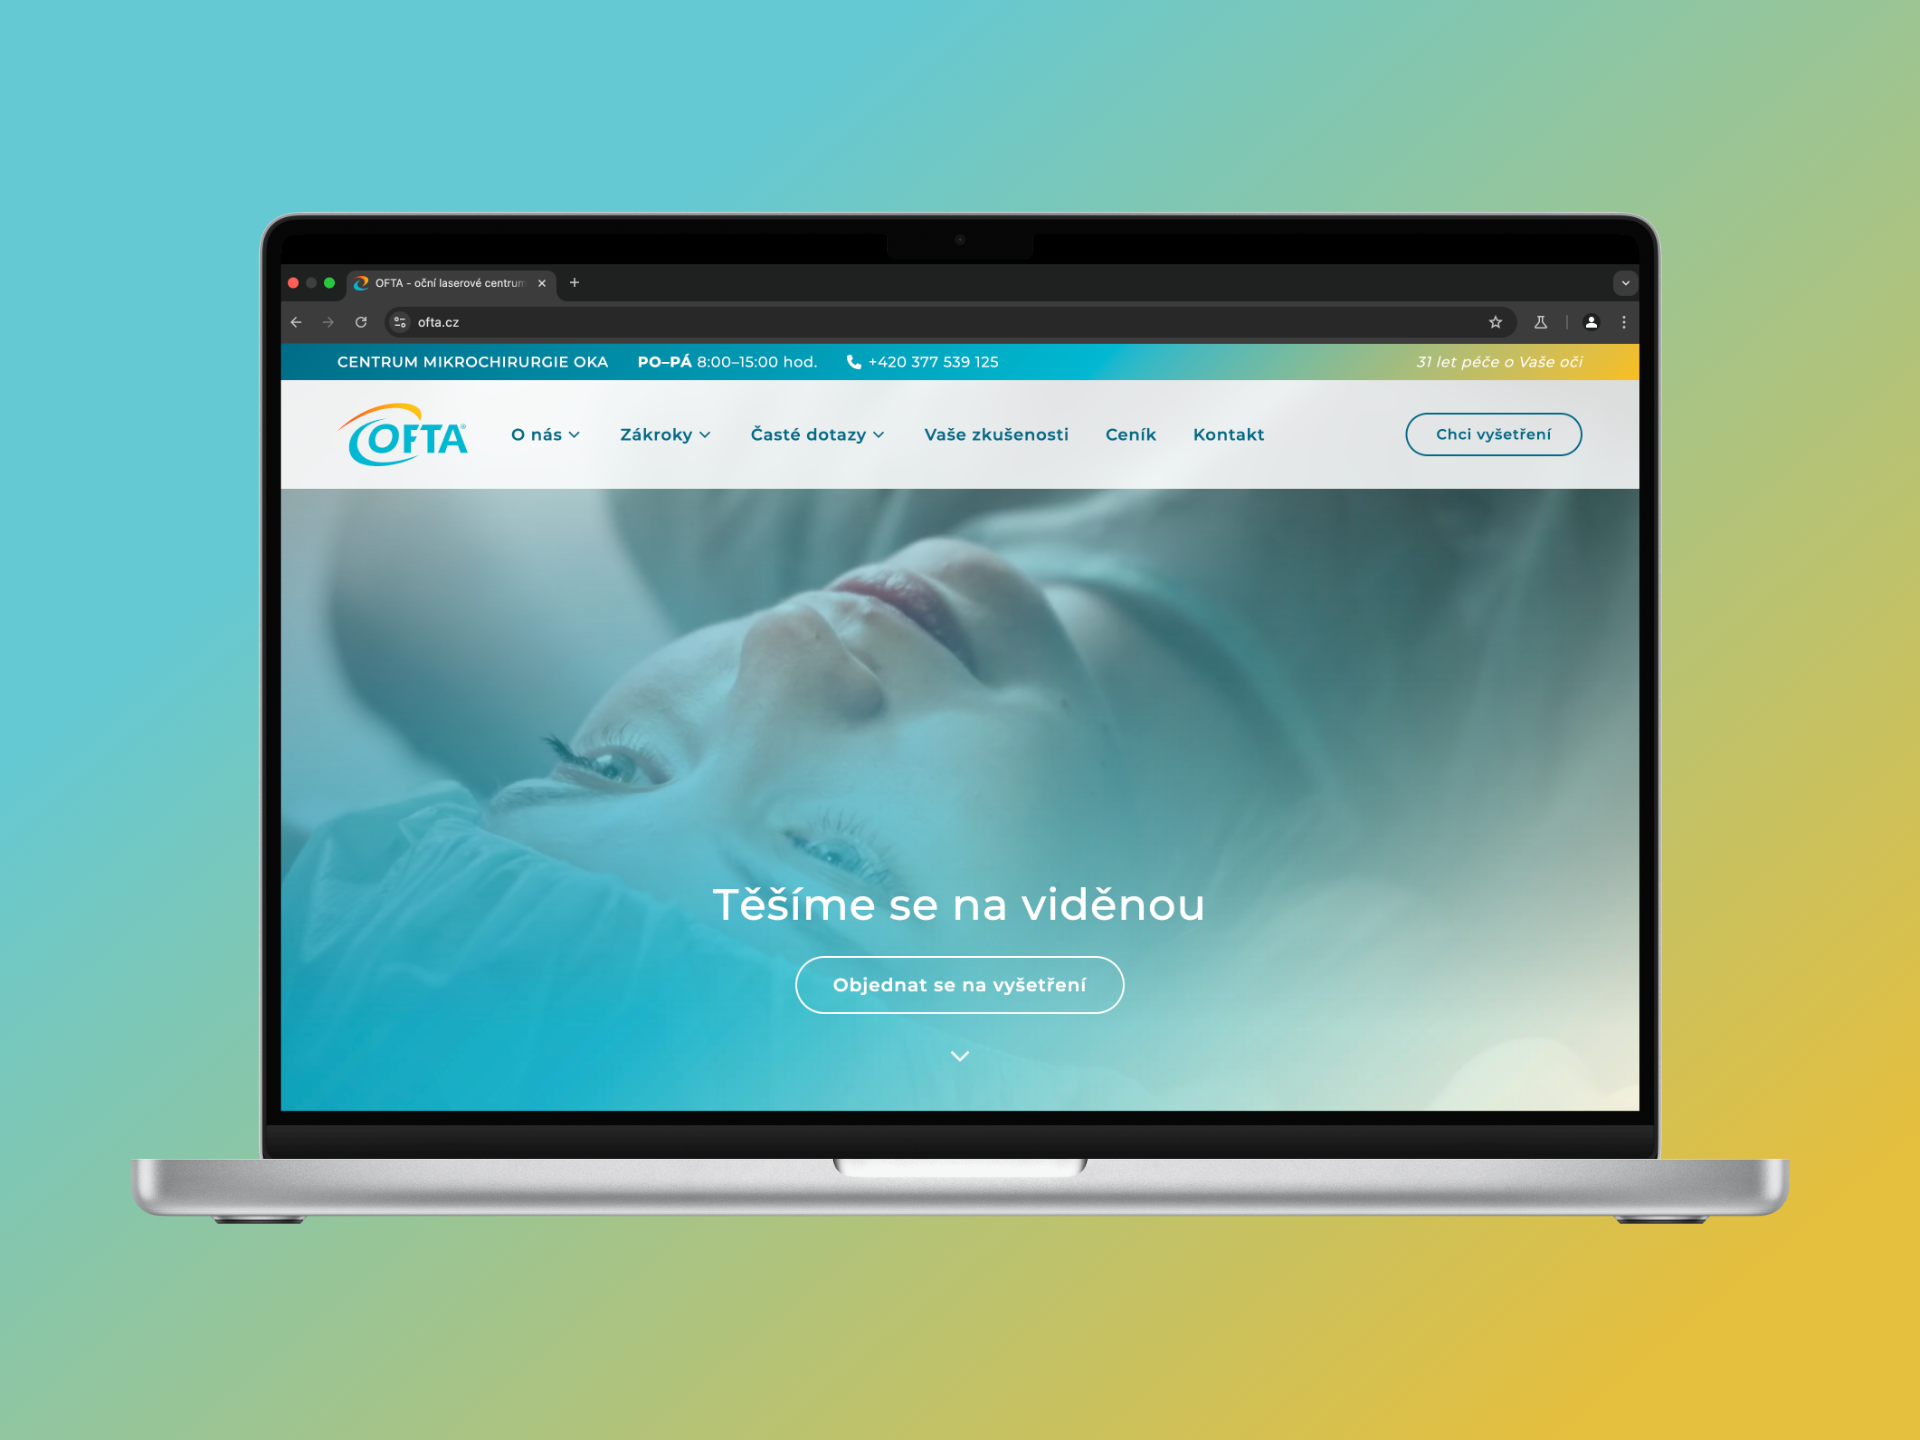 OFTA - oční laserové centrum
ofta.cz
CENTRUM MIKROCHIRURGIE OKA PO–PÁ 8:00–15:00 hod. +420 377 539 125 31 let péče o Vaše oči
OFTA® O nás Zákroky Časté dotazy Vaše zkušenosti Ceník Kontakt Chci vyšetření
Těšíme se na viděnou
Objednat se na vyšetření